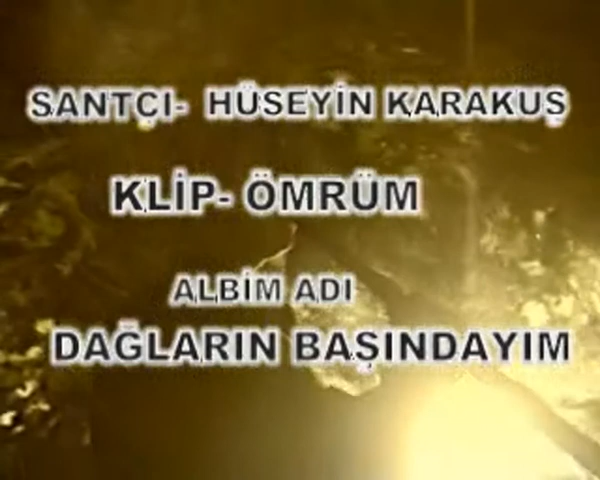 SANTÇI- HÜSEYİN KARAKUŞ
KLİP- ÖMRÜM
ALBİM ADI
DAĞLARIN BAŞINDAYIM